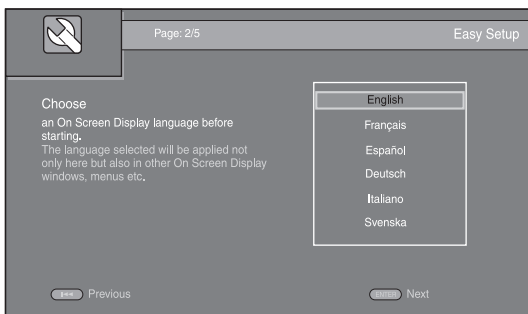 Page: 2/5
Easy Setup
Choose
an On Screen Display language before
starting.
The language selected will be applied not
only here but also in other On Screen Display
windows, menus etc.
English
Français
Español
Deutsch
Italiano
Svenska
Previous
ENTER Next